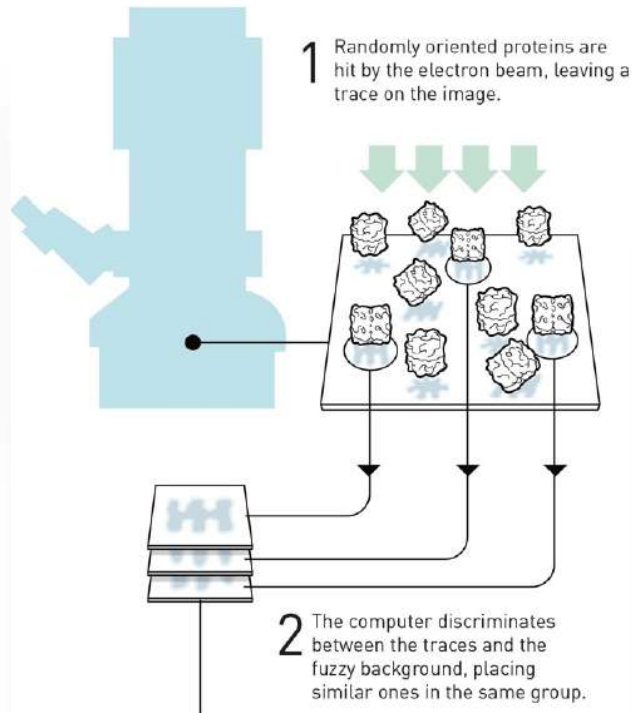 1 Randomly oriented proteins are
hit by the electron beam, leaving a
trace on the image.
2 The computer discriminates
between the traces and the
fuzzy background, placing
similar ones in the same group.